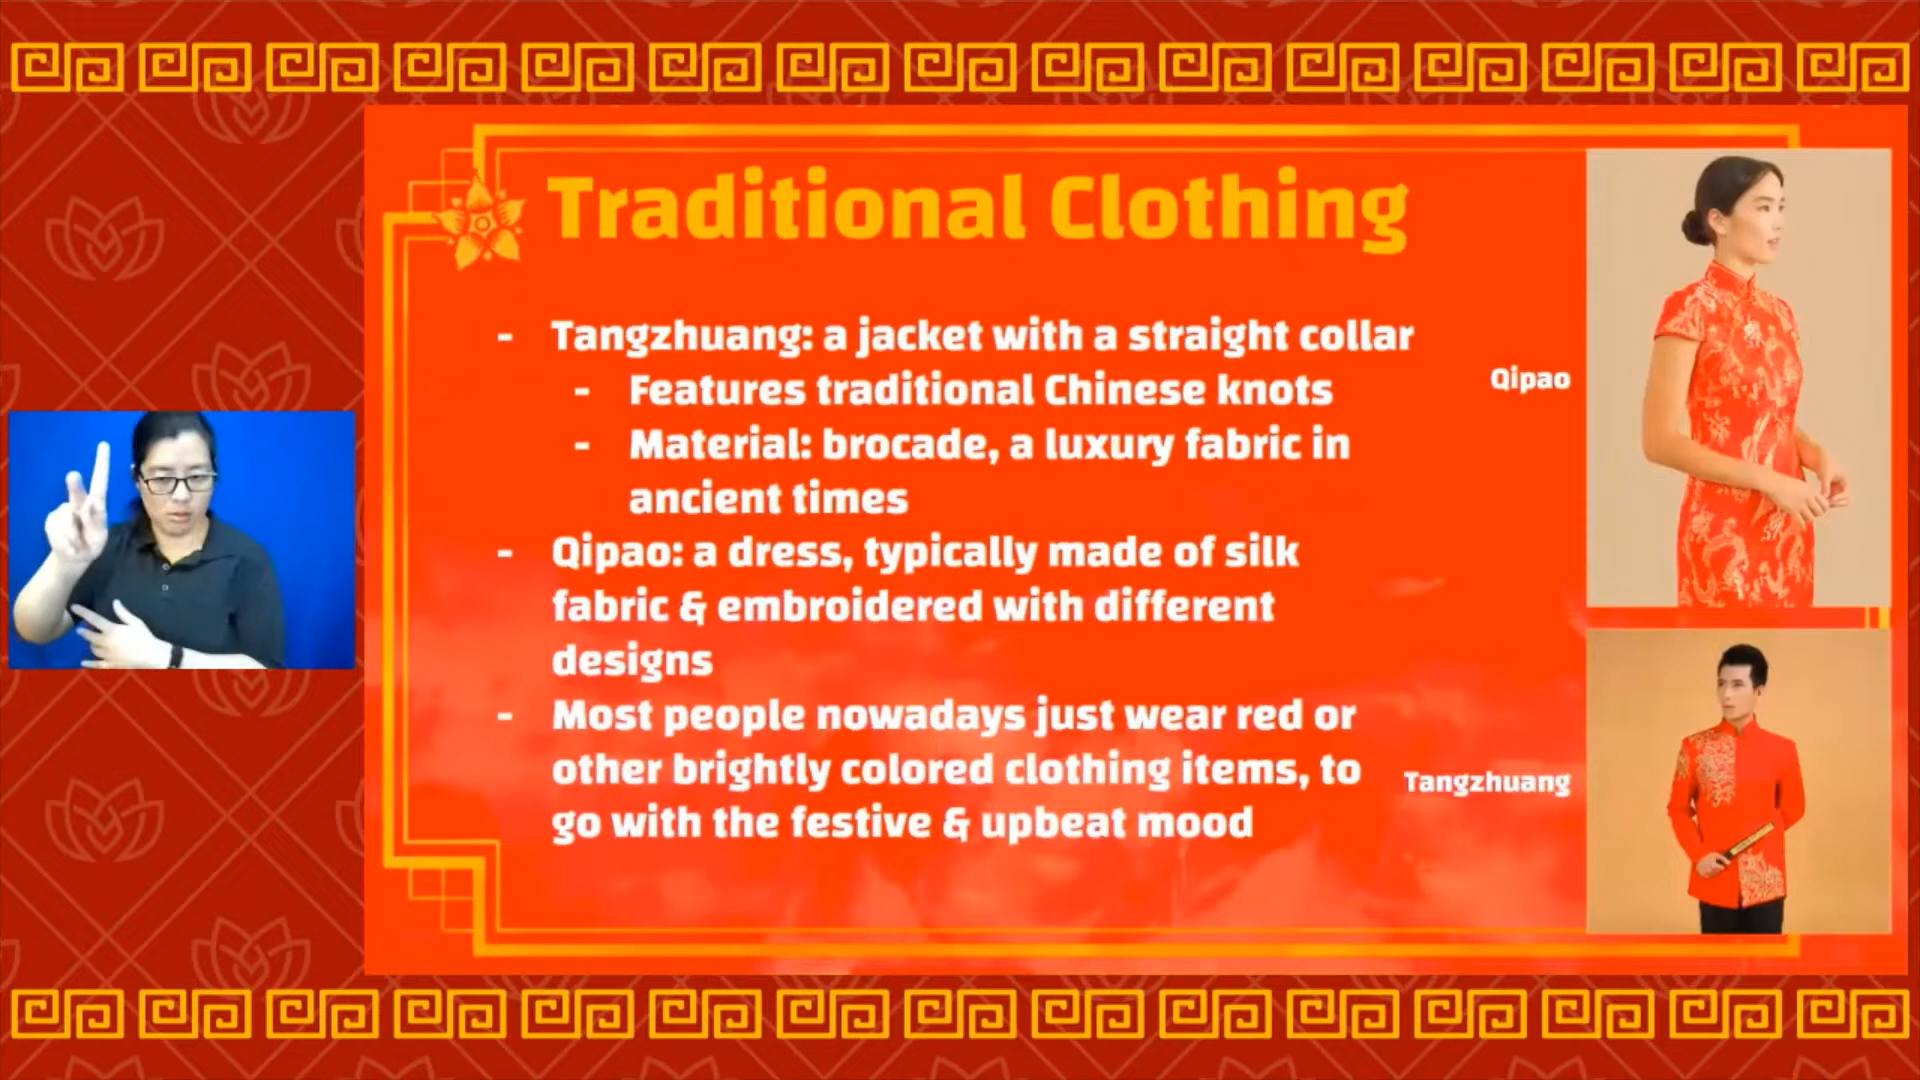 Traditional Clothing
- Tangzhuang: a jacket with a straight collar
- Features traditional Chinese knots
- Material: brocade, a luxury fabric in
ancient times
- Qipao: a dress, typically made of silk
fabric & embroidered with different
designs
- Most people nowadays just wear red or
other brightly colored clothing items, to
go with the festive & upbeat mood
Qipao
Tangzhuang